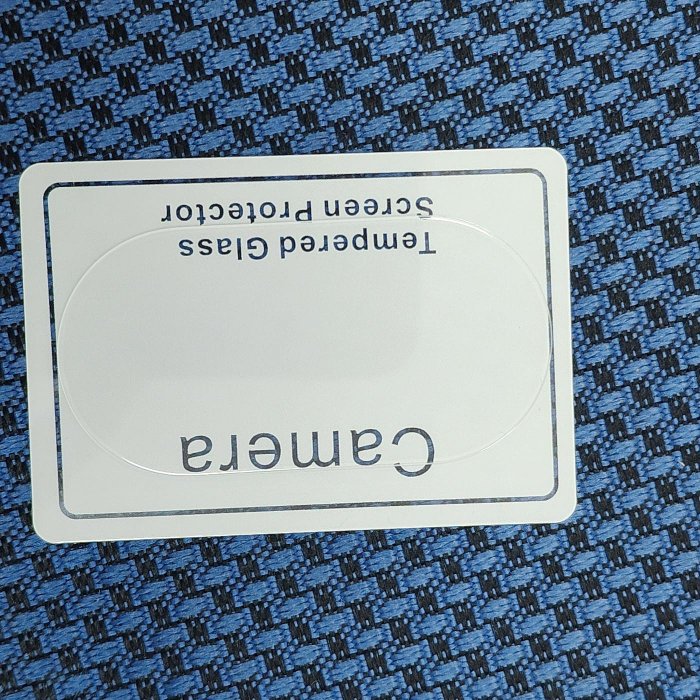 Camera
Tempered Glass
Screen Protector